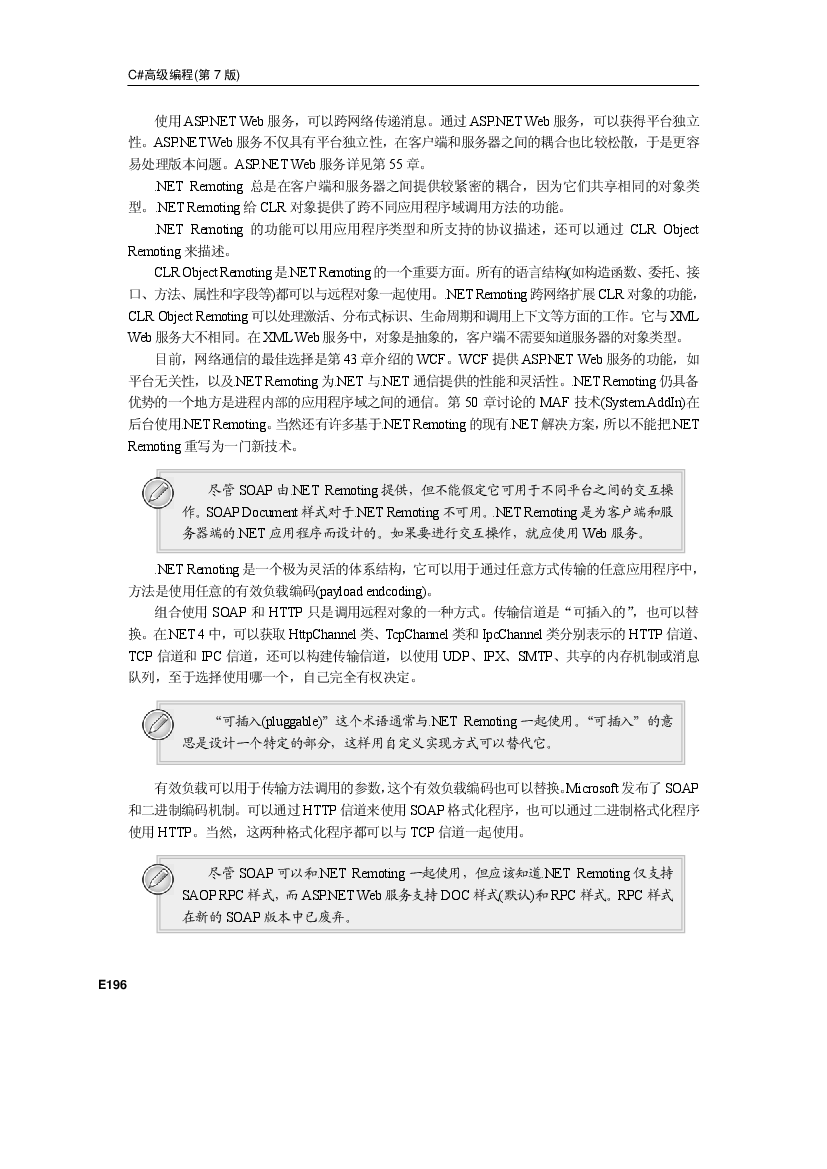 C#高级编程(第 7 版)
使用 ASP.NET Web 服务，可以跨网络传递消息。通过 ASP.NET Web 服务，可以获得平台独立
性。ASP.NET Web 服务不仅具有平台独立性，在客户端和服务器之间的耦合也比较松散，于是更容
易处理版本问题。ASP.NET Web 服务详见第 55 章。
.NET Remoting 总是在客户端和服务器之间提供较紧密的耦合，因为它们共享相同的对象类
型。.NET Remoting 给 CLR 对象提供了跨不同应用程序域调用方法的功能。
.NET Remoting 的功能可以用应用程序类型和所支持的协议描述，还可以通过 CLR Object
Remoting 来描述。
CLR Object Remoting 是.NET Remoting 的一个重要方面。所有的语言结构(如构造函数、委托、接
口、方法、属性和字段等)都可以与远程对象一起使用。.NET Remoting 跨网络扩展 CLR 对象的功能，
CLR Object Remoting 可以处理激活、分布式标识、生命周期和调用上下文等方面的工作。它与 XML
Web 服务大不相同。在 XML Web 服务中，对象是抽象的，客户端不需要知道服务器的对象类型。
目前，网络通信的最佳选择是第 43 章介绍的 WCF。WCF 提供 ASP.NET Web 服务的功能，如
平台无关性，以及.NET Remoting 为.NET 与.NET 通信提供的性能和灵活性。.NET Remoting 仍具备
优势的一个地方是进程内部的应用程序域之间的通信。第 50 章讨论的 MAF 技术(System.AddIn)在
后台使用.NET Remoting。当然还有许多基于.NET Remoting 的现有.NET 解决方案，所以不能把.NET
Remoting 重写为一门新技术。
尽管 SOAP 由.NET Remoting 提供，但不能假定它可用于不同平台之间的交互操
作。SOAP Document 样式对于.NET Remoting 不可用。.NET Remoting 是为客户端和服
务器端的.NET 应用程序而设计的。如果要进行交互操作，就应使用 Web 服务。
.NET Remoting 是一个极为灵活的体系结构，它可以用于通过任意方式传输的任意应用程序中，
方法是使用任意的有效负载编码(payload endcoding)。
组合使用 SOAP 和 HTTP 只是调用远程对象的一种方式。传输信道是“可插入的”，也可以替
换。在.NET 4 中，可以获取 HttpChannel 类、TcpChannel 类和 IpcChannel 类分别表示的 HTTP 信道、
TCP 信道和 IPC 信道，还可以构建传输信道，以使用 UDP、IPX、SMTP、共享的内存机制或消息
队列，至于选择使用哪一个，自己完全有权决定。
“可插入(pluggable)”这个术语通常与.NET Remoting 一起使用。“可插入”的意
思是设计一个特定的部分，这样用自定义实现方式可以替代它。
有效负载可以用于传输方法调用的参数，这个有效负载编码也可以替换。Microsoft 发布了 SOAP
和二进制编码机制。可以通过 HTTP 信道来使用 SOAP 格式化程序，也可以通过二进制格式化程序
使用 HTTP。当然，这两种格式化程序都可以与 TCP 信道一起使用。
尽管 SOAP 可以和.NET Remoting 一起使用，但应该知道.NET Remoting 仅支持
SAOP RPC 样式，而 ASP.NET Web 服务支持 DOC 样式(默认)和 RPC 样式。RPC 样式
在新的 SOAP 版本中已废弃。
E196